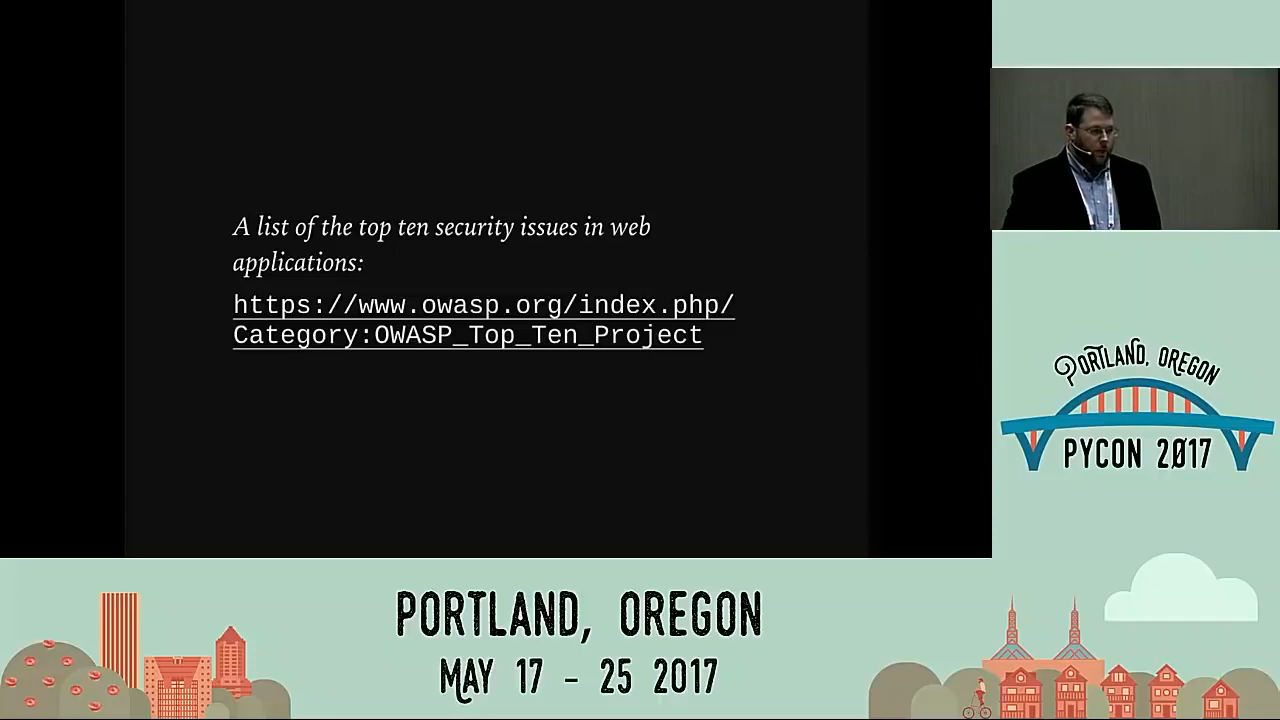 A list of the top ten security issues in web
applications:
https://www.owasp.org/index.php/
Category:OWASP_Top_Ten_Project
PORTLAND, OREGON
PYCON 2017
PORTLAND, OREGON
MAY 17 - 25 2017